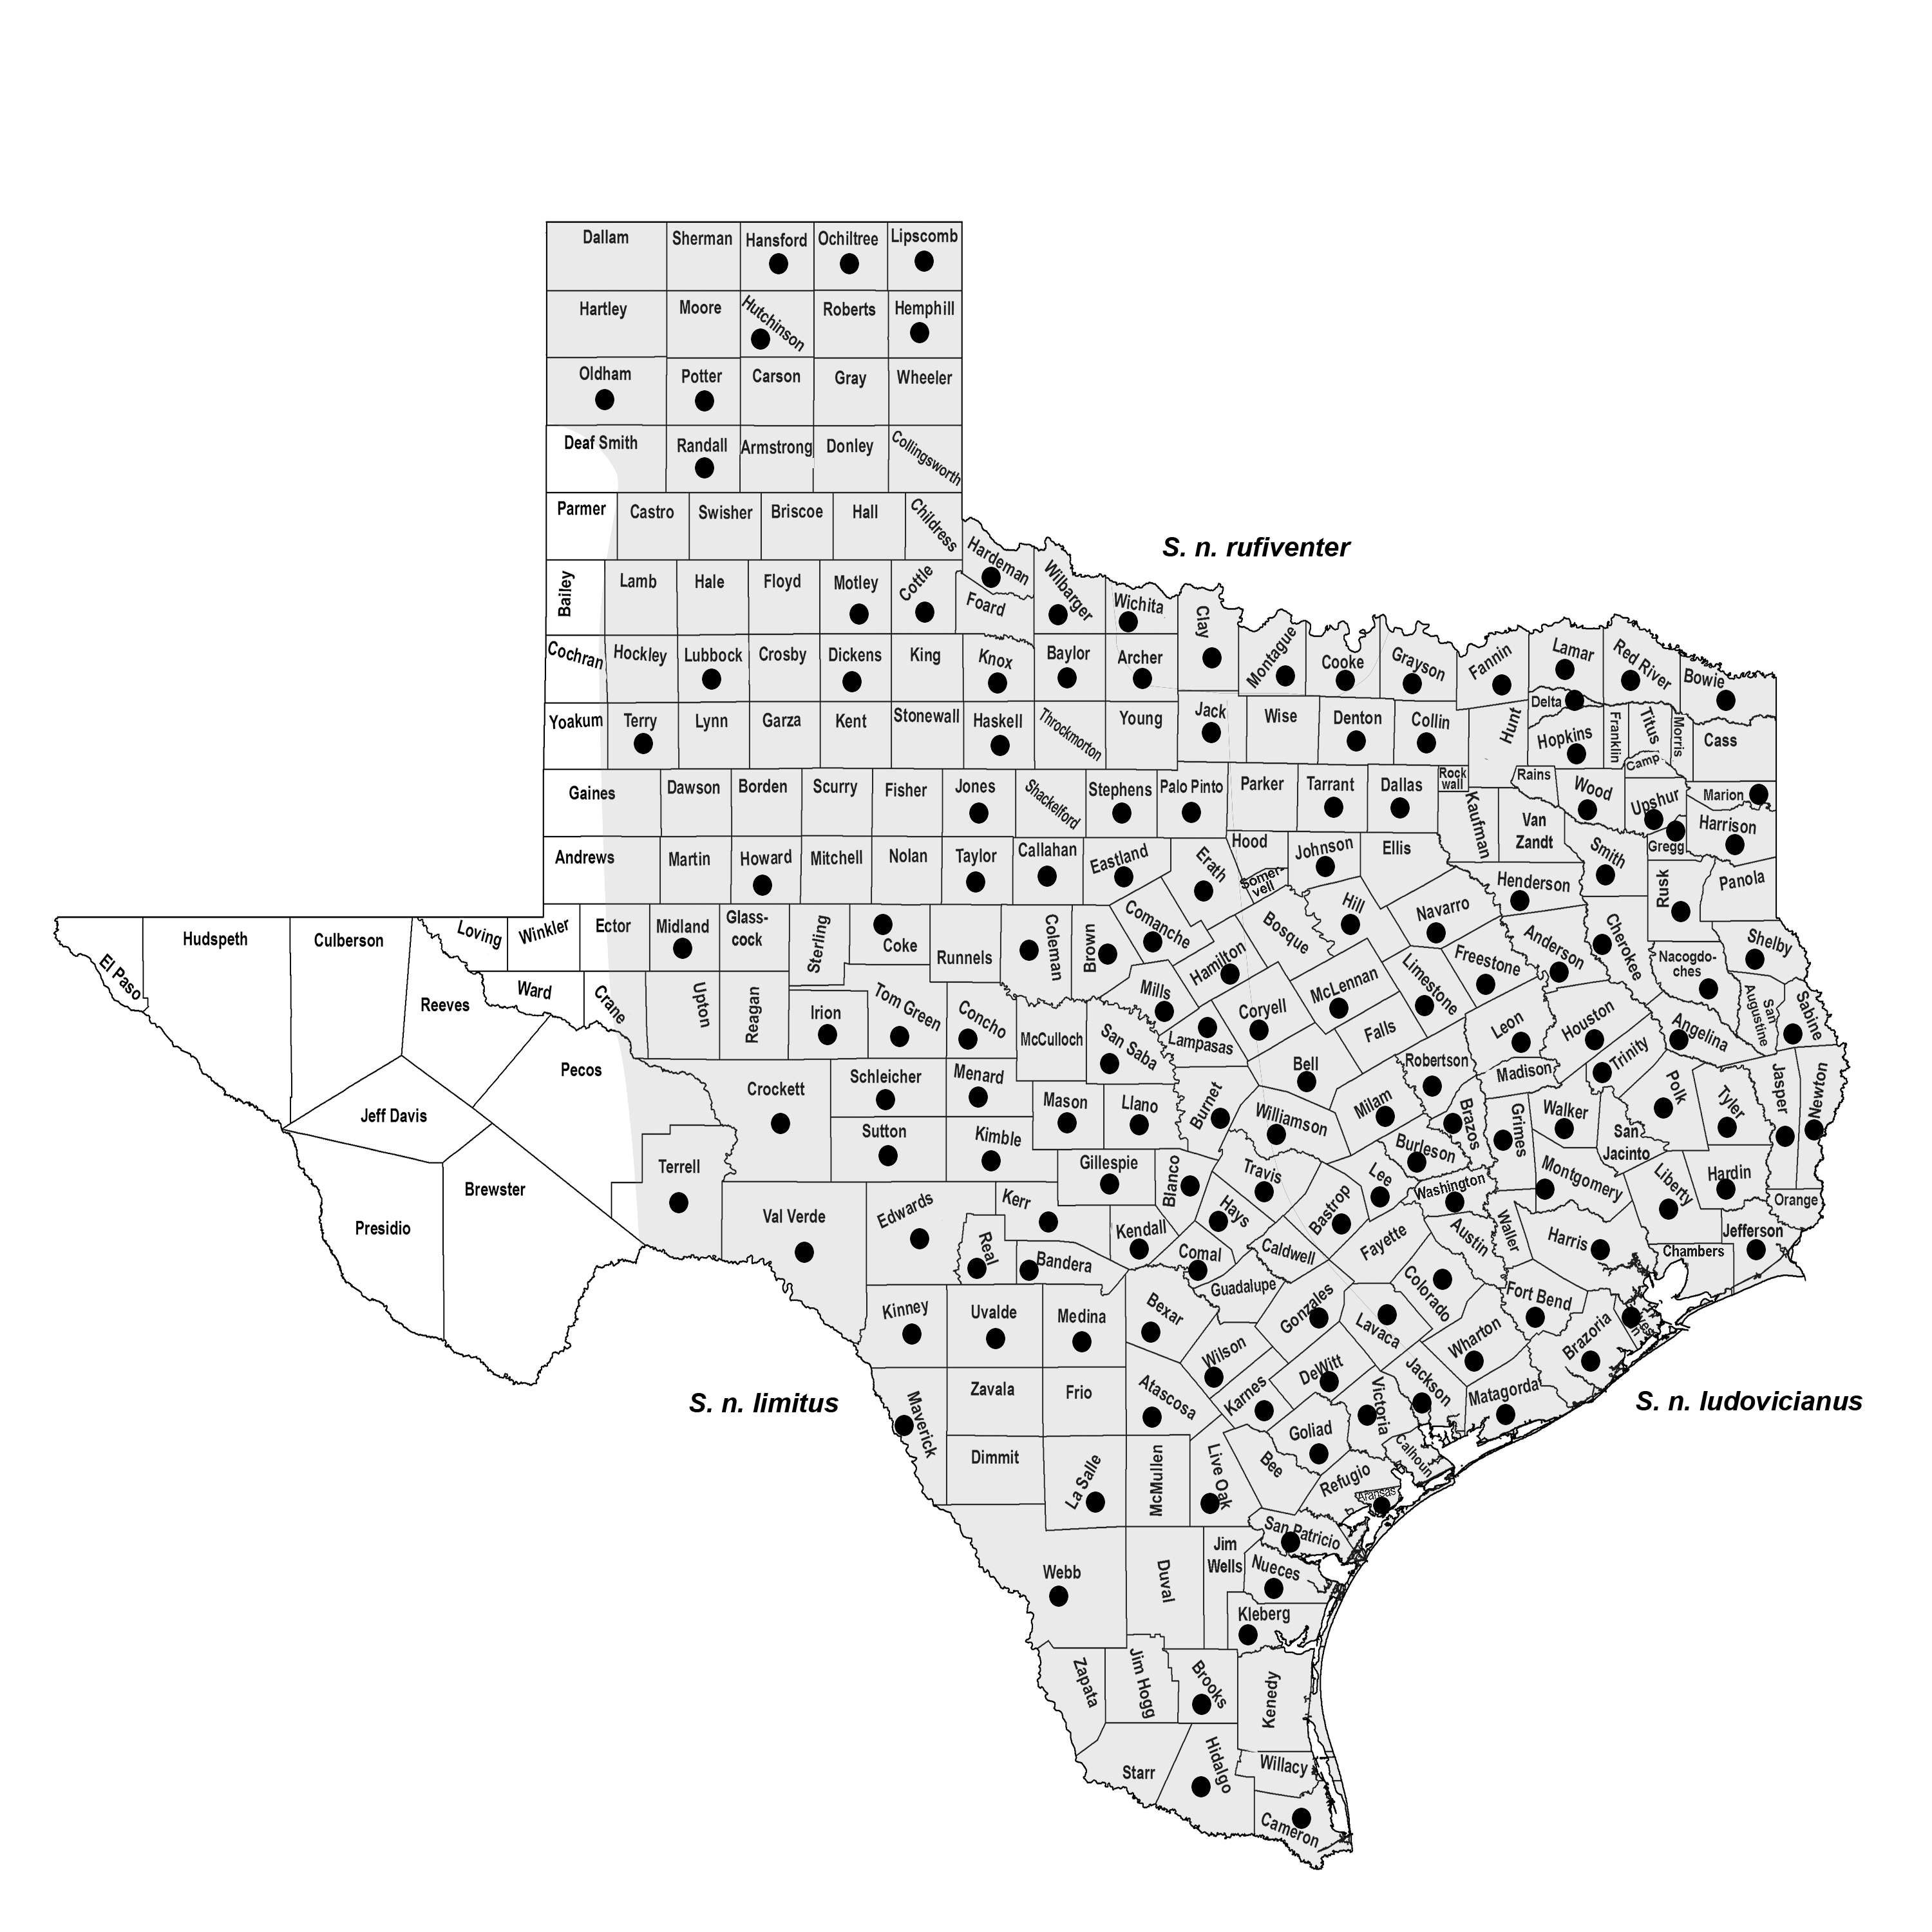 Dallam Sherman Hansford Ochiltree Lipscomb
Hartley Moore Hutchinson Roberts Hemphill
Oldham Potter Carson Gray Wheeler
Deaf Smith Randall Armstrong Donley Collingsworth
Parmer Castro Swisher Briscoe Hall Childress
S. n. rufiventer
Hardeman
Bailey Lamb Hale Floyd Motley Cottle Foard Wilbarger Wichita Clay
Cochran Hockley Lubbock Crosby Dickens King Knox Baylor Archer Montague Cooke Grayson Fannin Lamar Red River Bowie
Delta
Yoakum Terry Lynn Garza Kent Stonewall Haskell Throckmorton Young Jack Wise Denton Collin Hunt Hopkins Franklin Titus Morris Cass
Camp
Gaines Dawson Borden Scurry Fisher Jones Shackelford Stephens Palo Pinto Parker Tarrant Dallas
Rock
wall
Rains Wood Upshur Marion
Kaufman
Van
Zandt
Harrison
Gregg
Andrews Martin Howard Mitchell Nolan Taylor Callahan Eastland Erath Hood Johnson Ellis Smith
Somer-
vell
Henderson Rusk Panola
El Paso Hudspeth Culberson Loving Winkler Ector Midland
Glass-
cock
Sterling Coke Runnels Coleman Brown Comanche Hamilton Bosque Hill Navarro Anderson Cherokee
Nacogdo-
ches
Shelby
Reeves Ward Crane Upton Reagan Irion Tom Green Concho McCulloch San Saba Mills Lampasas Coryell McLennan Limestone Freestone Leon Houston Angelina
San
Augustine
Sabine
Falls
Trinity
Pecos Crockett Schleicher Menard Mason Llano Burnet Bell Milam Robertson Madison Polk Tyler Jasper Newton
Jeff Davis Sutton Kimble Williamson Brazos Grimes Walker
San
Jacinto
Terrell Gillespie Blanco Travis Lee Burleson Washington Montgomery Liberty Hardin Orange
Presidio Brewster Val Verde Edwards Kerr Real Bandera Kendall Hays Comal Caldwell Bastrop Fayette Austin Waller Harris Chambers Jefferson
Guadalupe
Kinney Uvalde Medina Bexar Gonzales Lavaca Colorado Fort Bend Brazoria
Wilson Wharton
S. n. limitus
Maverick Zavala Frio Atascosa Karnes DeWitt Victoria Jackson Matagorda
S. n. ludovicianus
Dimmit La Salle McMullen Live Oak Bee Goliad Refugio Calhoun
Aransas
San Patricio
Webb Duval
Jim
Wells
Nueces
Kleberg
Zapata Jim Hogg Brooks Kenedy
Starr Hidalgo Willacy
Cameron